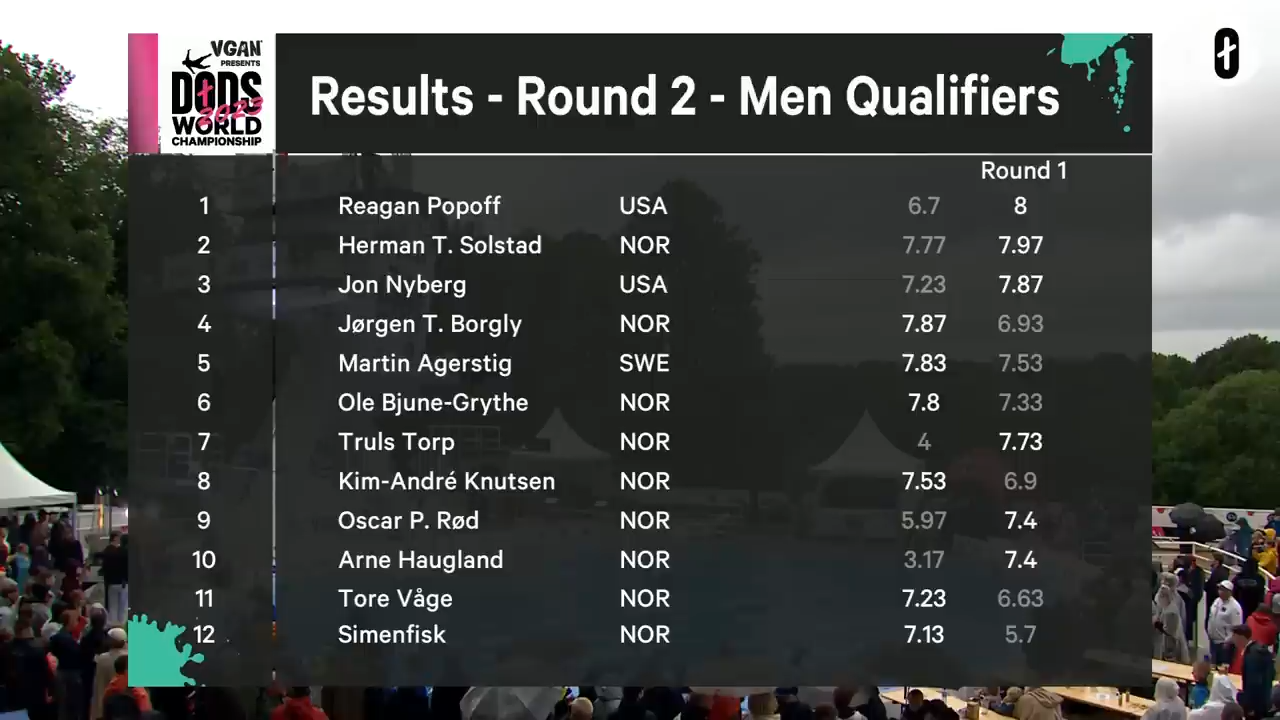 VGAN
PRESENTS
DØDS
2023
WORLD
CHAMPIONSHIP
Results - Round 2 - Men Qualifiers
Round 1
1 Reagan Popoff USA 6.7 8
2 Herman T. Solstad NOR 7.77 7.97
3 Jon Nyberg USA 7.23 7.87
4 Jørgen T. Borgly NOR 7.87 6.93
5 Martin Agerstig SWE 7.83 7.53
6 Ole Bjune-Grythe NOR 7.8 7.33
7 Truls Torp NOR 4 7.73
8 Kim-André Knutsen NOR 7.53 6.9
9 Oscar P. Rød NOR 5.97 7.4
10 Arne Haugland NOR 3.17 7.4
11 Tore Våge NOR 7.23 6.63
12 Simenfisk NOR 7.13 5.7